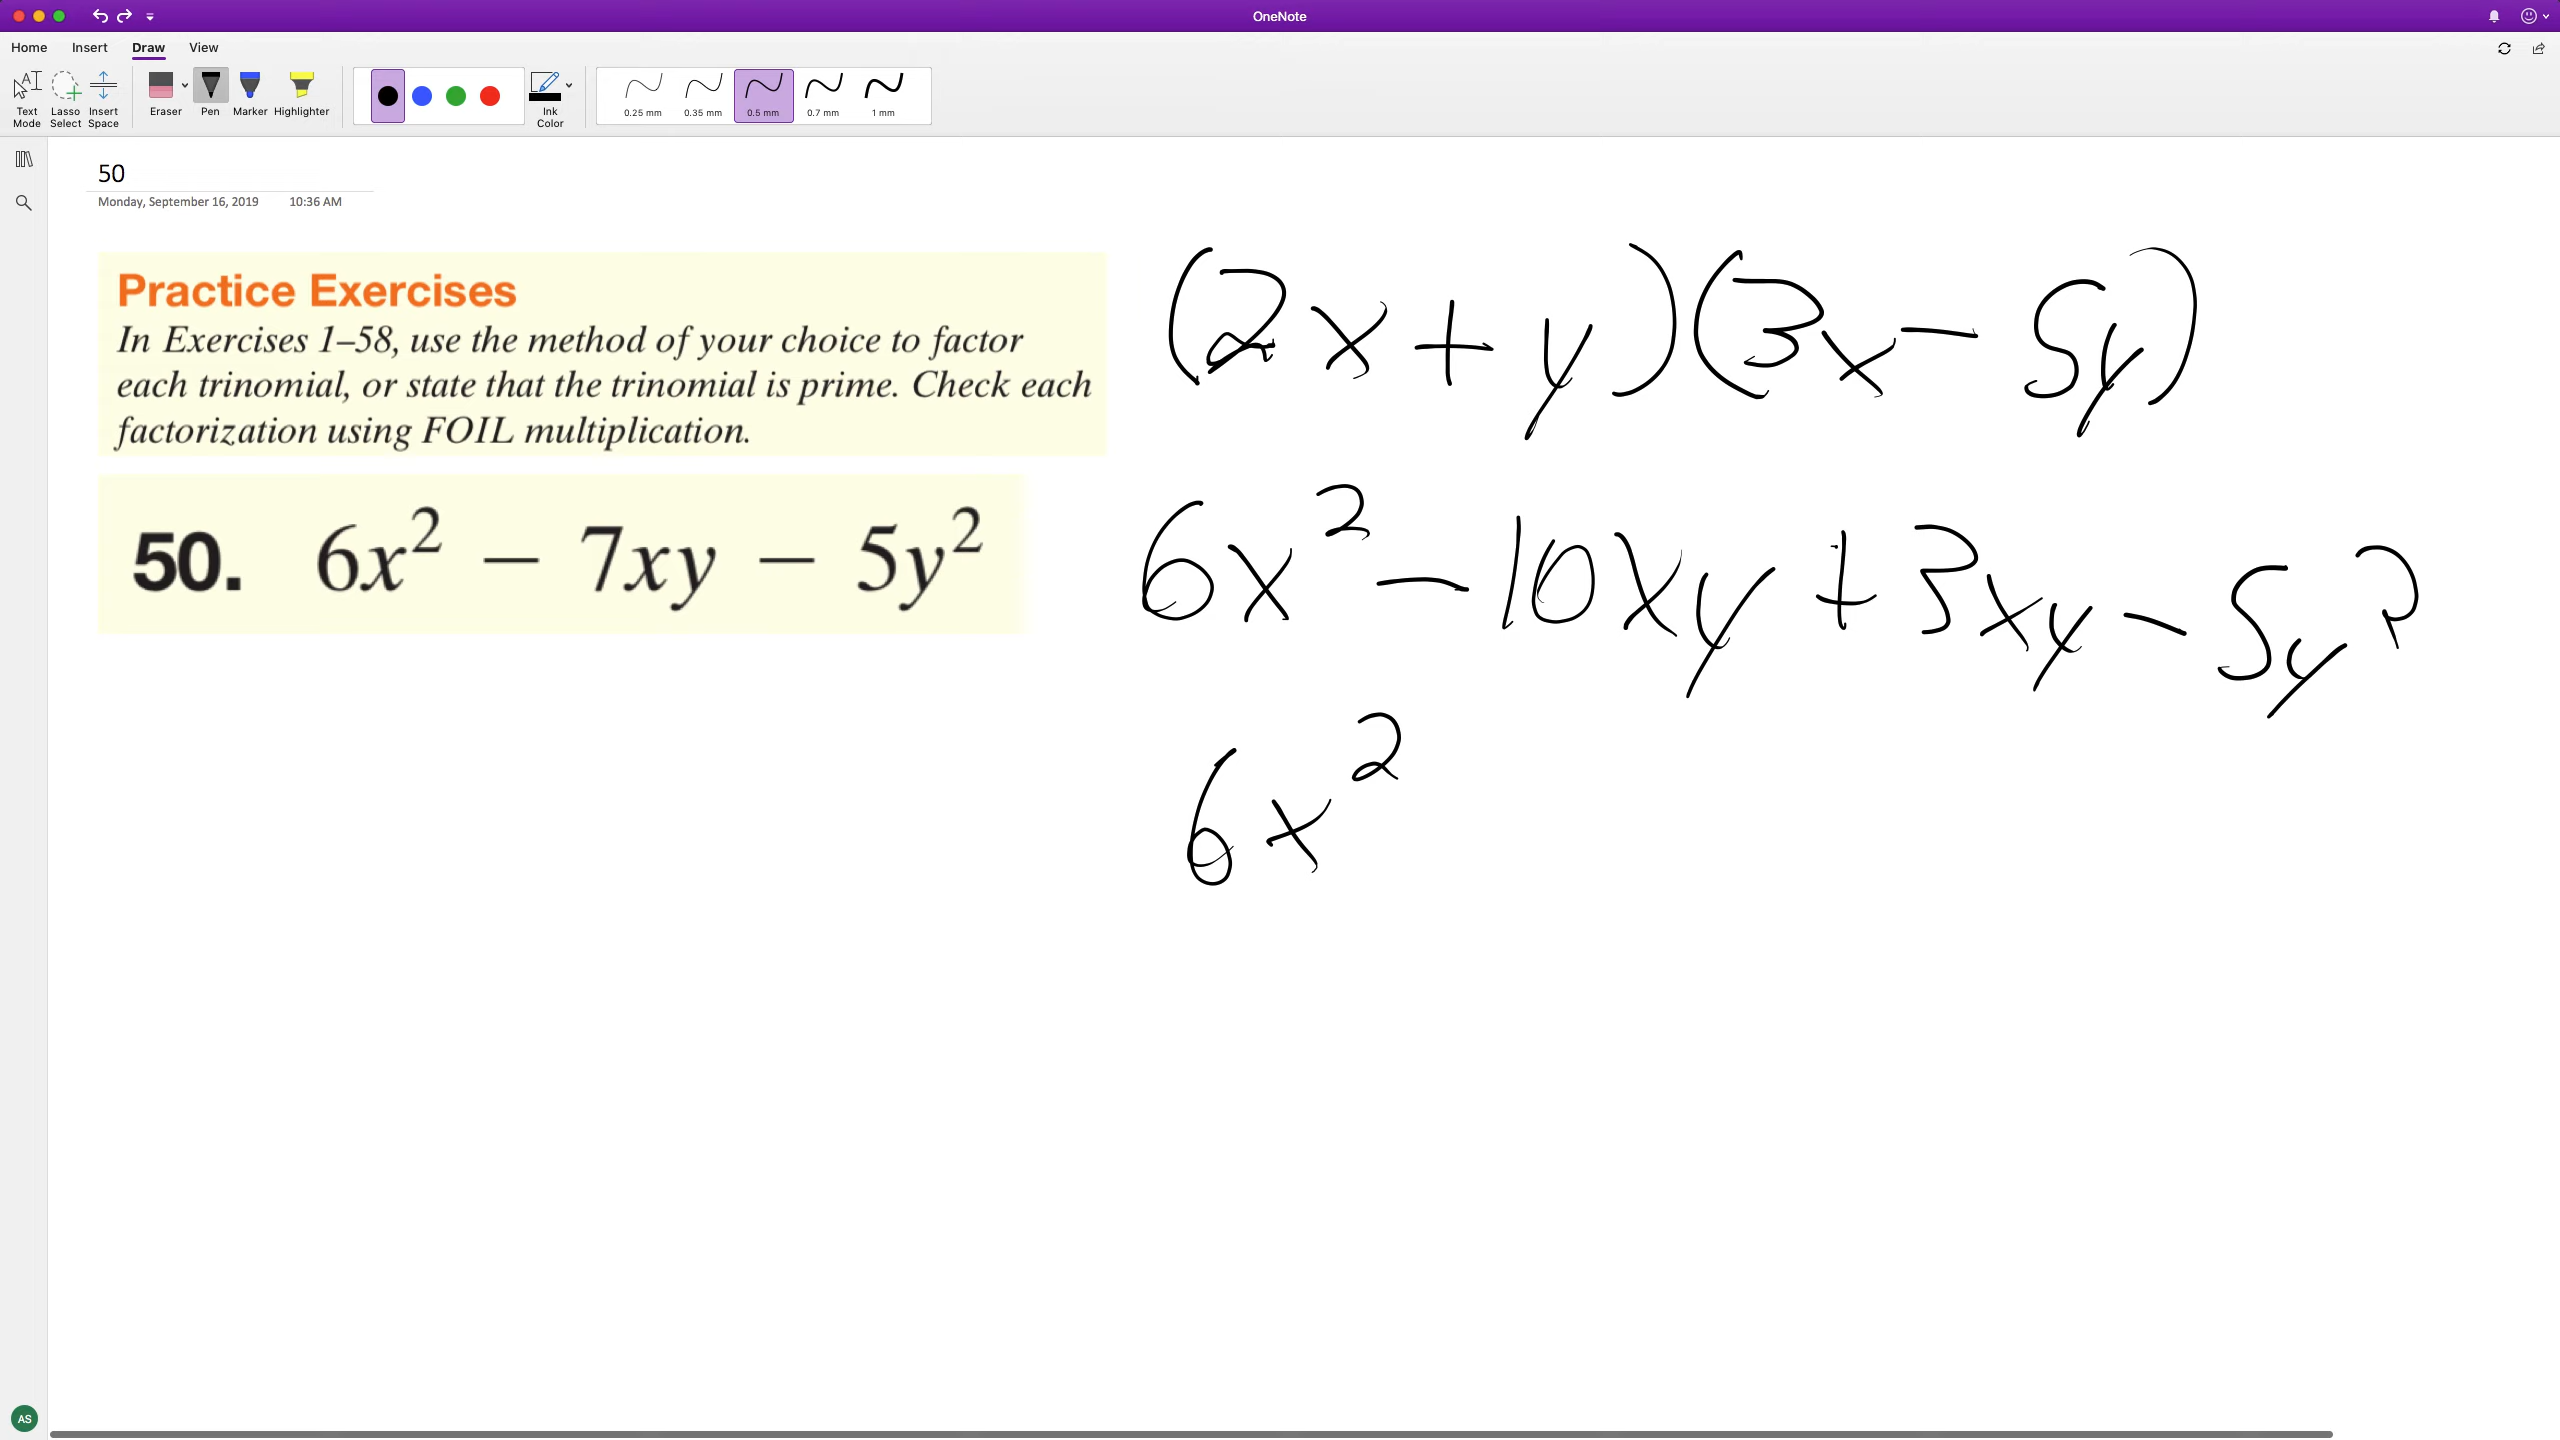 OneNote
Home Insert Draw View
Text Mode Lasso Select Insert Space Eraser Pen Marker Highlighter Ink Color 0.25 mm 0.35 mm 0.5 mm 0.7 mm 1 mm
50
Monday, September 16, 2019 10:36 AM
Practice Exercises
In Exercises 1–58, use the method of your choice to factor
each trinomial, or state that the trinomial is prime. Check each
factorization using FOIL multiplication.
50. 6x² − 7xy − 5y²
(2x + y)(3x − 5y)
6x² − 10xy + 3xy − 5y²
6x²
AS